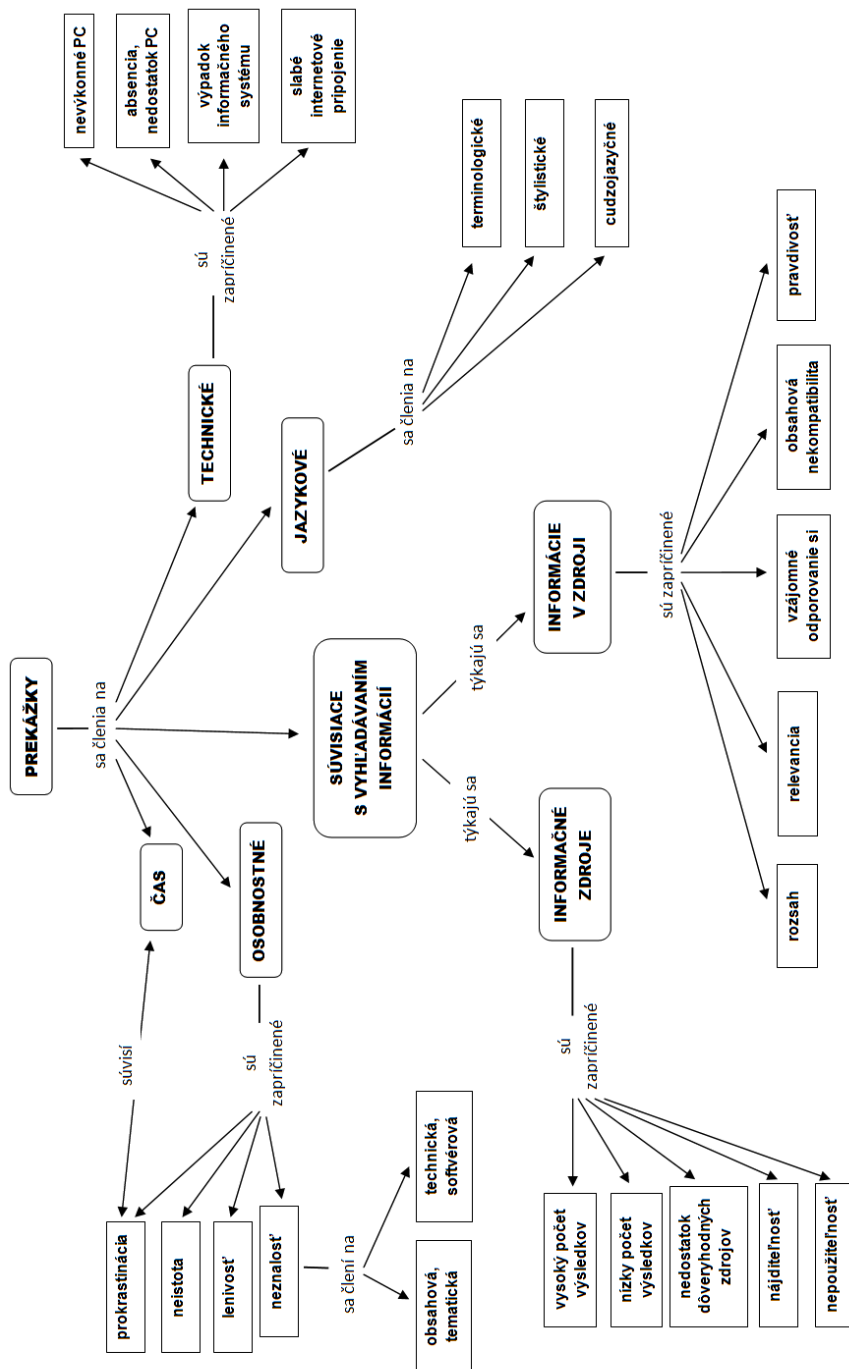 PREKÁŽKY
sa členia na
ČAS
OSOBNOSTNÉ
SÚVISIACE
S VYHĽADÁVANÍM
INFORMÁCIÍ
JAZYKOVÉ
TECHNICKÉ
súvisí
sú
zapríčinené
prokrastinácia
neistota
lenivosť
neznalosť
sa člení na
obsahová,
tematická
technická,
softvérová
týkajú sa
týkajú sa
INFORMAČNÉ
ZDROJE
INFORMÁCIE
V ZDROJI
sú
zapríčinené
vysoký počet
výsledkov
nízky počet
výsledkov
nedostatok
dôveryhodných
zdrojov
nájditeľnosť
nepoužiteľnosť
sú zapríčinené
rozsah
relevancia
vzájomné
odporovanie si
obsahová
nekompatibilita
pravdivosť
sa členia na
terminologické
štylistické
cudzojazyčné
sú
zapríčinené
nevýkonné PC
absencia,
nedostatok PC
výpadok
informačného
systému
slabé
internetové
pripojenie